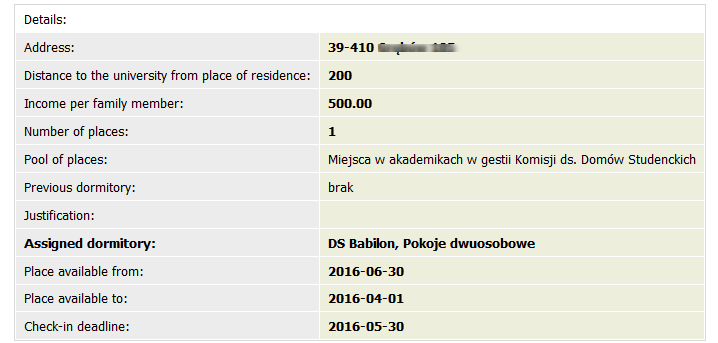 Details:
Address: 39-410
Distance to the university from place of residence: 200
Income per family member: 500.00
Number of places: 1
Pool of places: Miejsca w akademikach w gestii Komisji ds. Domów Studenckich
Previous dormitory: brak
Justification:
Assigned dormitory: DS Babilon, Pokoje dwuosobowe
Place available from: 2016-06-30
Place available to: 2016-04-01
Check-in deadline: 2016-05-30